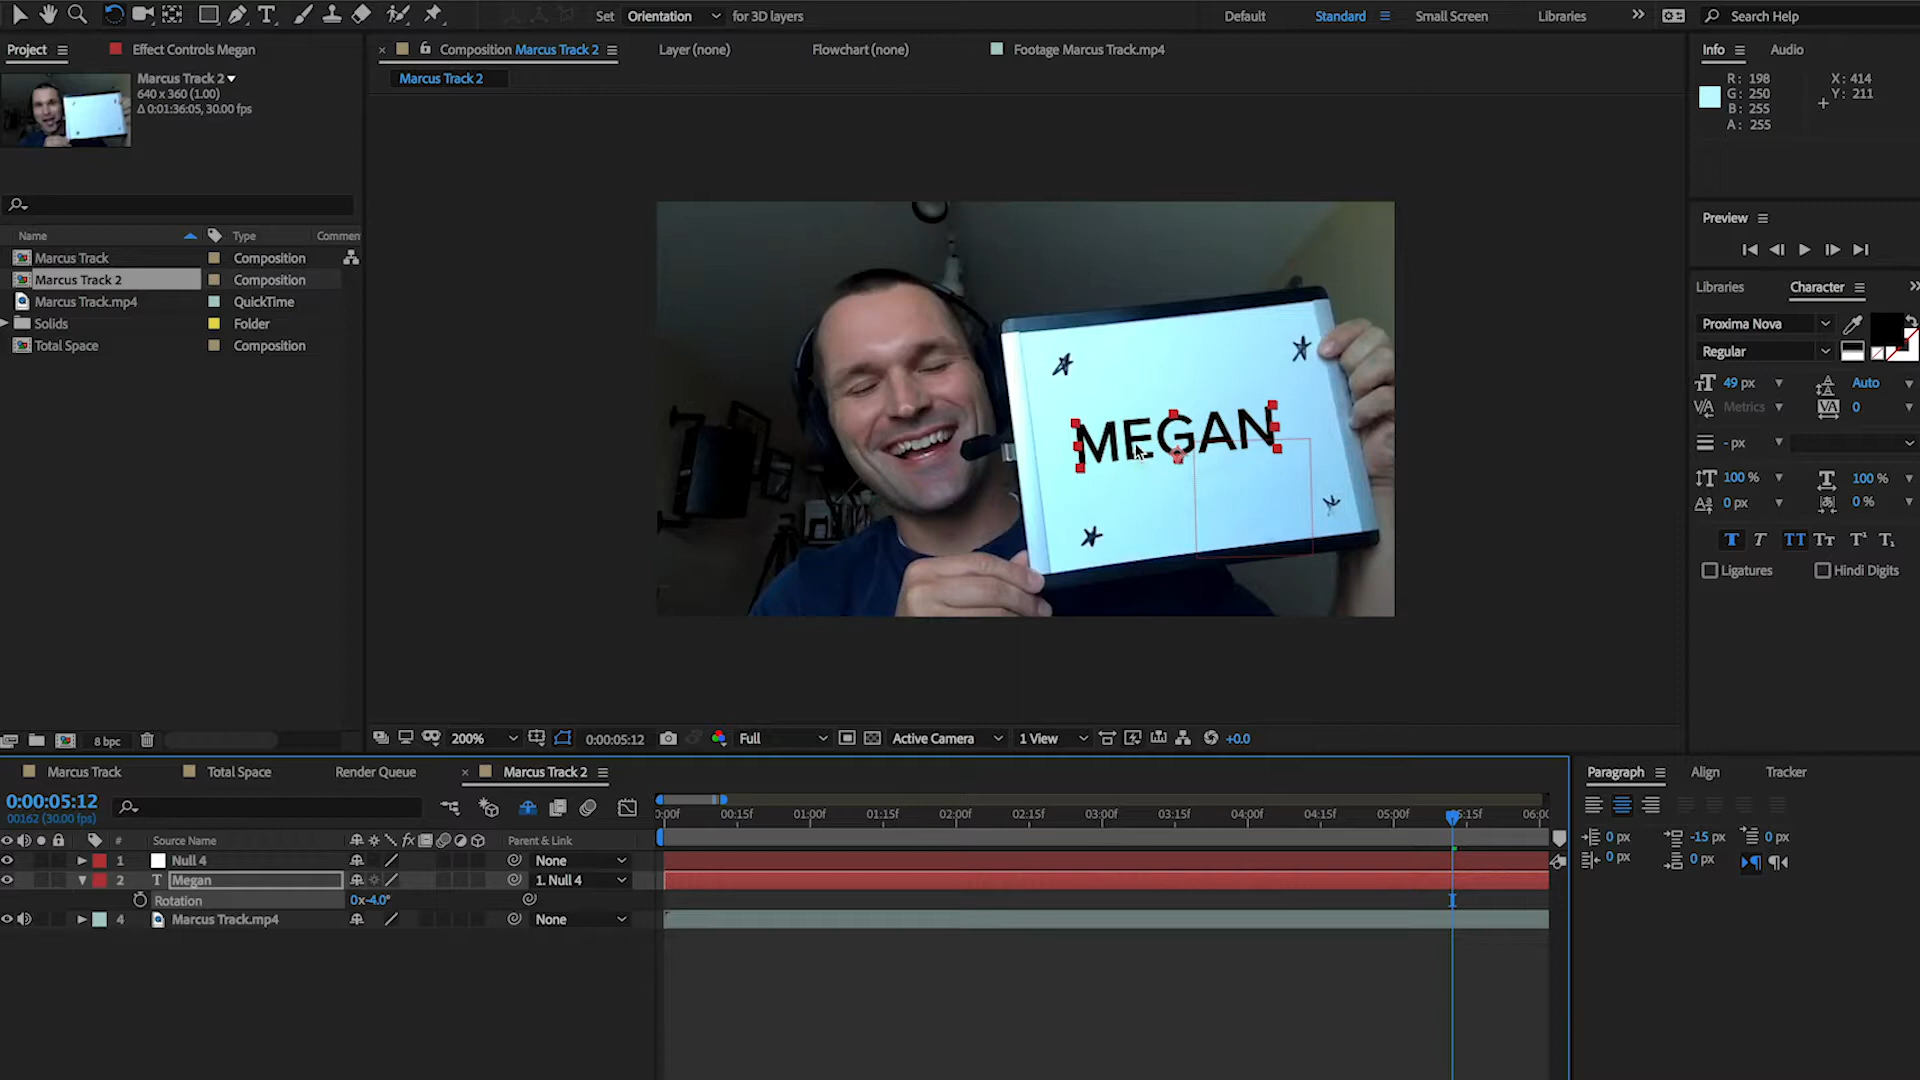 Set Orientation for 3D layers
Default Standard Small Screen Libraries Search Help
Project Effect Controls Megan
Composition Marcus Track 2 Layer (none) Flowchart (none) Footage Marcus Track.mp4
Info Audio
Marcus Track 2
Marcus Track 2
640 x 360 (1.00)
Δ 0:01:36:05, 30.00 fps
R: 198 X: 414
G: 250 Y: 211
B: 255
A: 255
Preview
Name Type Commen
Marcus Track Composition
Marcus Track 2 Composition
Marcus Track.mp4 QuickTime
Solids Folder
Total Space Composition
Libraries Character
Proxima Nova
Regular
49 px Auto
Metrics 0
- px
100 % 100 %
0 px 0 %
T T TT Tt T¹ T₁
Ligatures Hindi Digits
MEGAN
8 bpc
200% 0:00:05:12 Full Active Camera 1 View +0.0
Marcus Track Total Space Render Queue Marcus Track 2
Paragraph Align Tracker
0:00:05:12
00162 (30.00 fps)
:00f 00:15f 01:00f 01:15f 02:00f 02:15f 03:00f 03:15f 04:00f 04:15f 05:00f 05:15f 06:00
0 px -15 px 0 px
0 px 0 px
# Source Name fx Parent & Link
1 Null 4 None
2 T Megan 1. Null 4
Rotation 0x-4.0°
4 Marcus Track.mp4 None